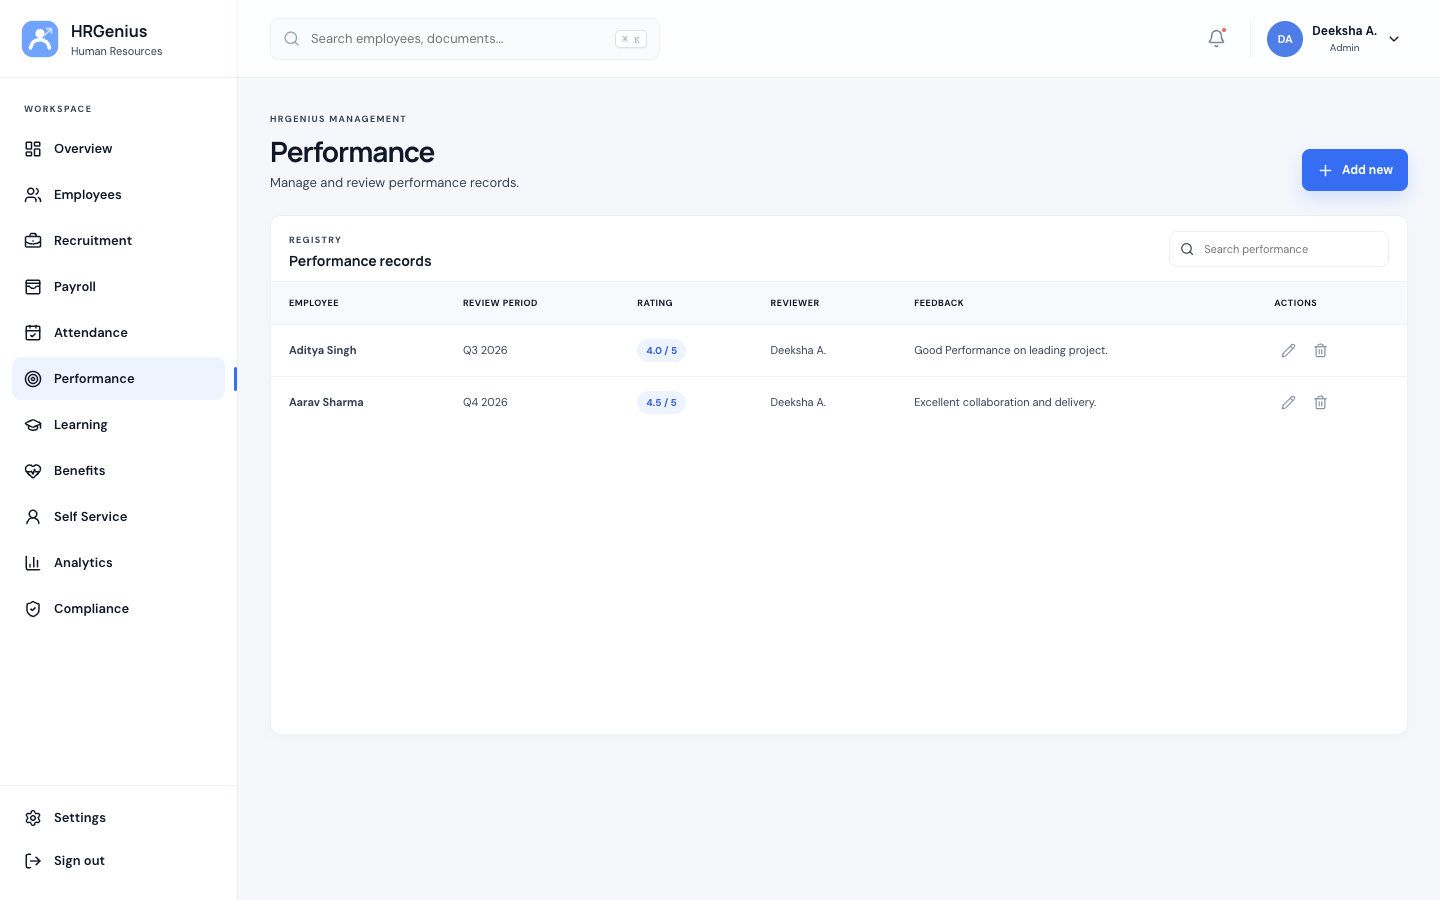 HRGenius
Human Resources
Search employees, documents...
⌘ K
DA
Deeksha A.
Admin
WORKSPACE
Overview
Employees
Recruitment
Payroll
Attendance
Performance
Learning
Benefits
Self Service
Analytics
Compliance
Settings
Sign out
HRGENIUS MANAGEMENT
Performance
Manage and review performance records.
Add new
REGISTRY
Performance records
Search performance
EMPLOYEE REVIEW PERIOD RATING REVIEWER FEEDBACK ACTIONS
Aditya Singh Q3 2026 4.0 / 5 Deeksha A. Good Performance on leading project.
Aarav Sharma Q4 2026 4.5 / 5 Deeksha A. Excellent collaboration and delivery.